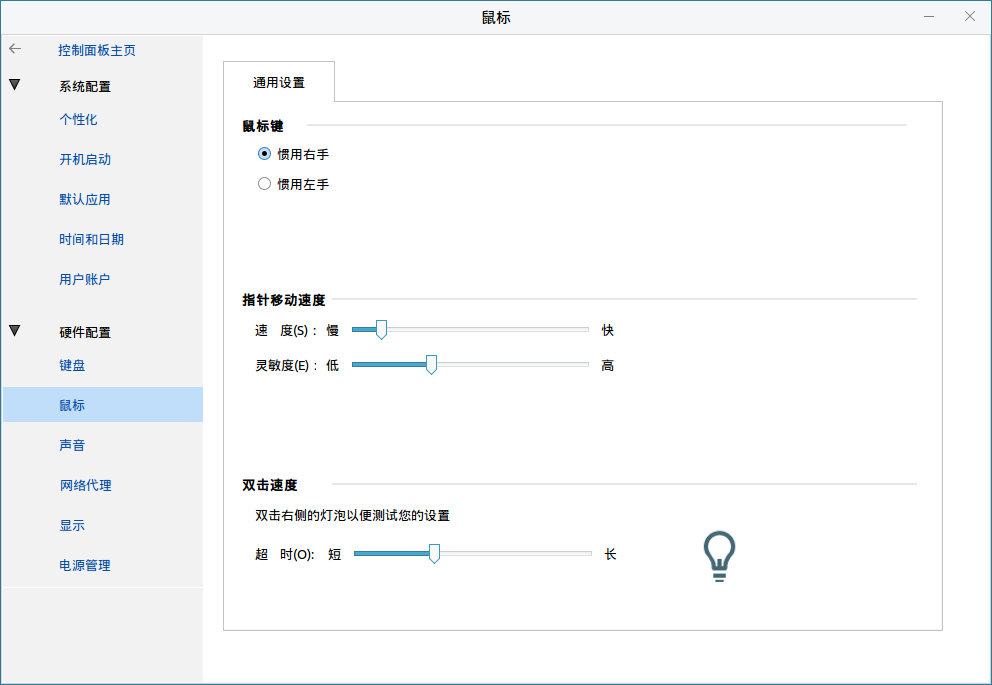 鼠标
控制面板主页
系统配置
个性化
开机启动
默认应用
时间和日期
用户账户
硬件配置
键盘
鼠标
声音
网络代理
显示
电源管理
通用设置
鼠标键
惯用右手
惯用左手
指针移动速度
速 度(S)： 慢 快
灵敏度(E)： 低 高
双击速度
双击右侧的灯泡以便测试您的设置
超 时(O): 短 长